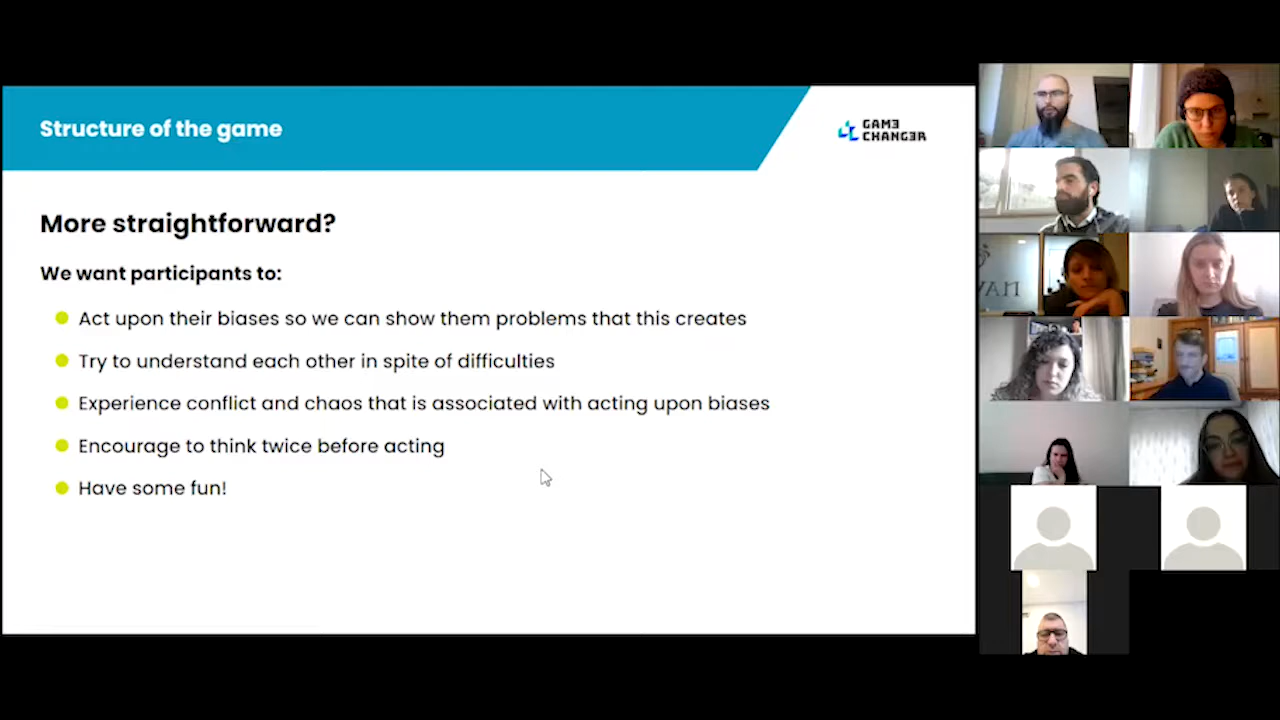 Structure of the game
GAMƎ
CHANGƎR
More straightforward?
We want participants to:
Act upon their biases so we can show them problems that this creates
Try to understand each other in spite of difficulties
Experience conflict and chaos that is associated with acting upon biases
Encourage to think twice before acting
Have some fun!